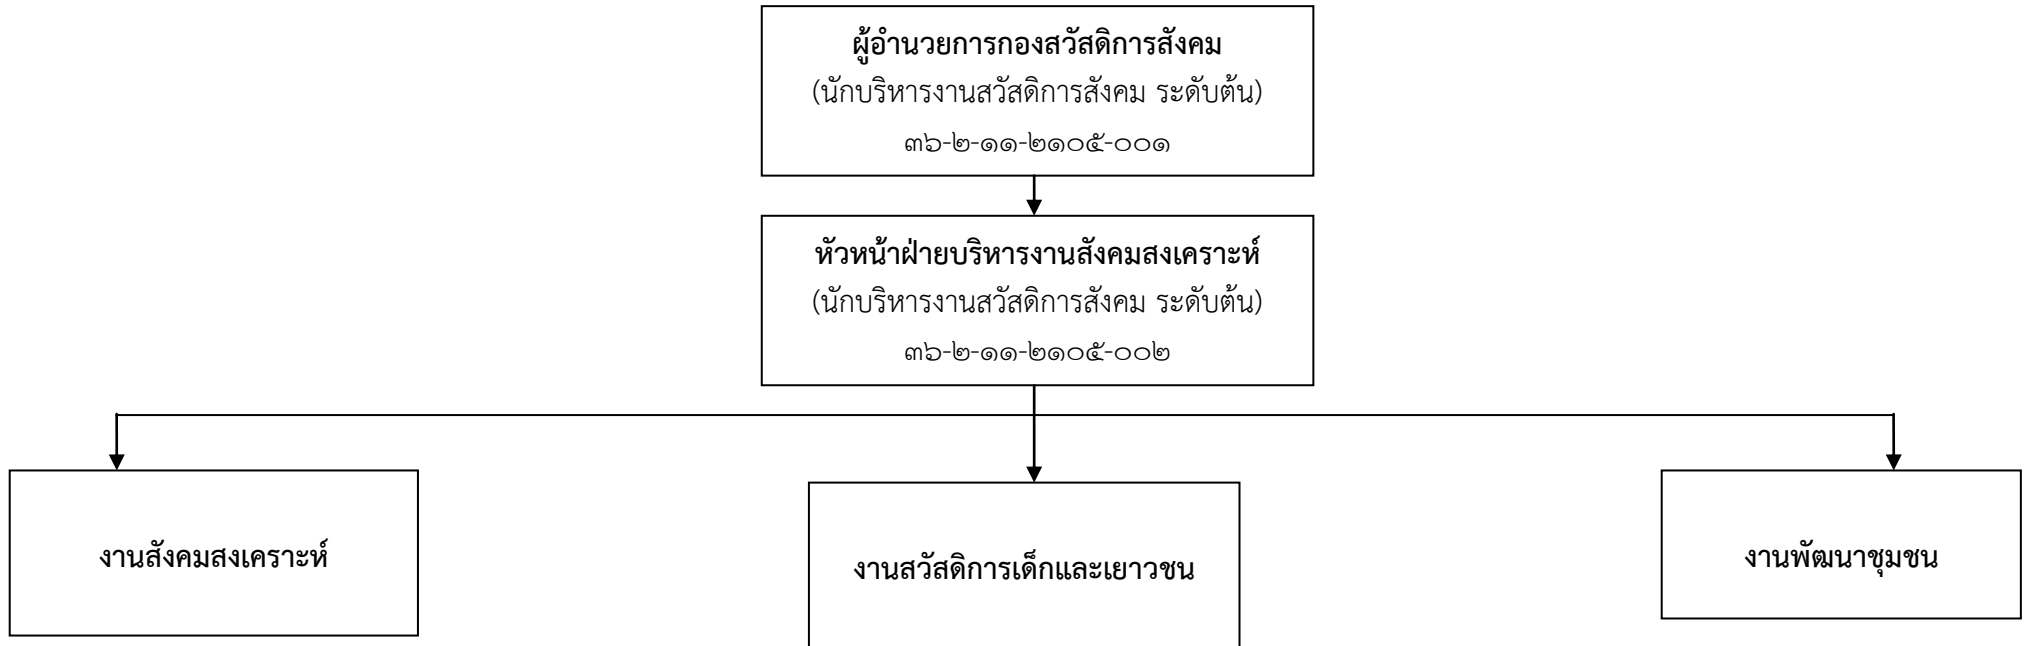 ผู้อำนวยการกองสวัสดิการสังคม
(นักบริหารงานสวัสดิการสังคม ระดับต้น)
๓๖-๒-๑๑-๒๑๐๕-๐๐๑
หัวหน้าฝ่ายบริหารงานสังคมสงเคราะห์
(นักบริหารงานสวัสดิการสังคม ระดับต้น)
๓๖-๒-๑๑-๒๑๐๕-๐๐๒
งานสังคมสงเคราะห์
งานสวัสดิการเด็กและเยาวชน
งานพัฒนาชุมชน